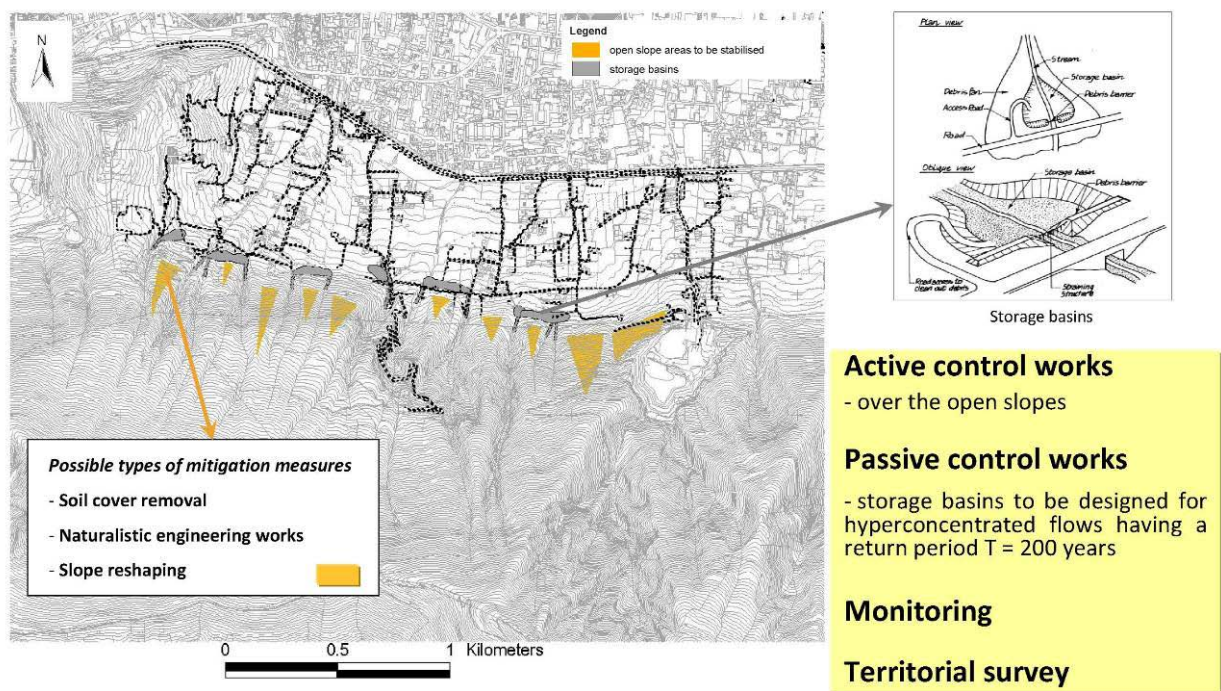 N
Legend
open slope areas to be stabilised
storage basins
Possible types of mitigation measures
- Soil cover removal
- Naturalistic engineering works
- Slope reshaping
0 0.5 1 Kilometers
Plan view
Stream
Storage basin
Debris fan
Debris barrier
Access Road
Road
Oblique view
Storage basin
Debris barrier
Road access to
clean out debris
Straining
Structure
Storage basins
Active control works
- over the open slopes
Passive control works
- storage basins to be designed for
hyperconcentrated flows having a
return period T = 200 years
Monitoring
Territorial survey